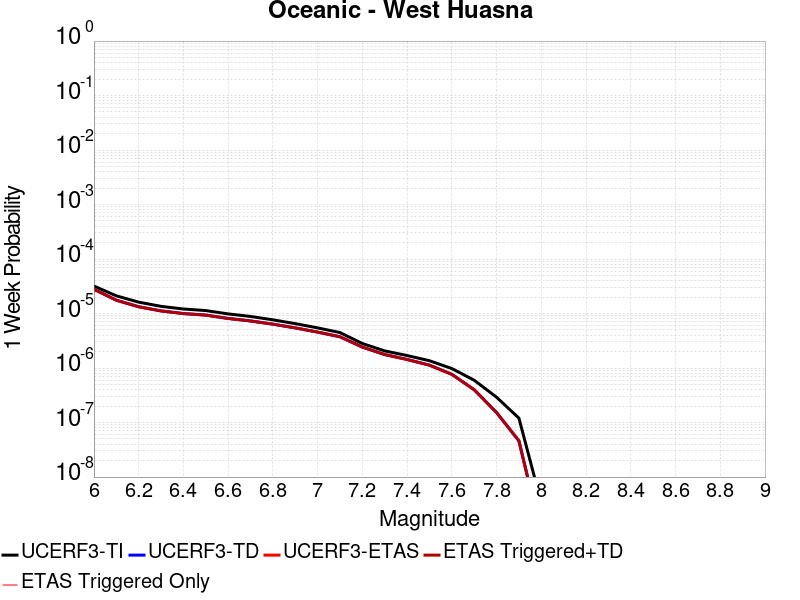 Oceanic - West Huasna
10^0
10^-1
10^-2
10^-3
10^-4
10^-5
10^-6
10^-7
10^-8
1 Week Probability
6 6.2 6.4 6.6 6.8 7 7.2 7.4 7.6 7.8 8 8.2 8.4 8.6 8.8 9
Magnitude
UCERF3-TI UCERF3-TD UCERF3-ETAS ETAS Triggered+TD
ETAS Triggered Only